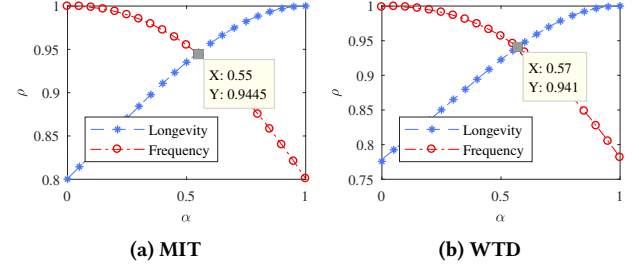 1
0.95
0.9
0.85
0.8
ρ
X: 0.55
Y: 0.9445
Longevity
Frequency
0
0.5
1
α
(a) MIT
1
0.95
0.9
0.85
0.8
0.75
ρ
X: 0.57
Y: 0.941
Longevity
Frequency
0
0.5
1
α
(b) WTD